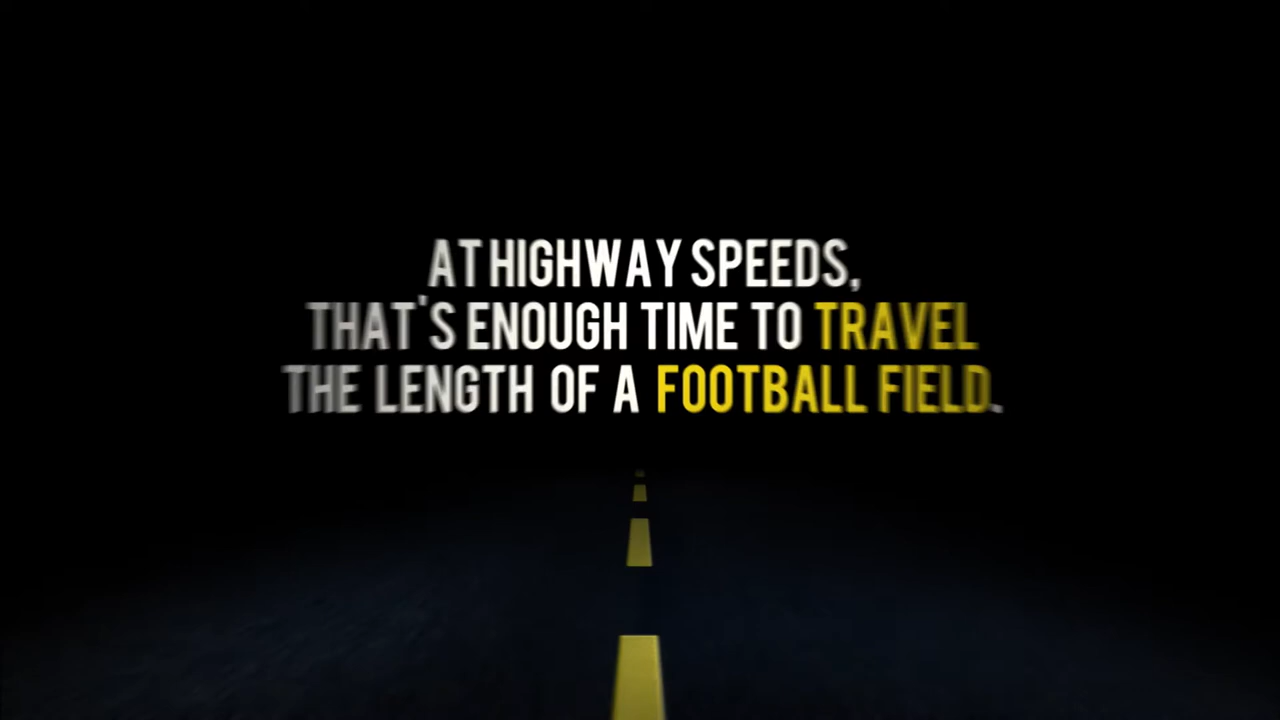 AT HIGHWAY SPEEDS,
THAT'S ENOUGH TIME TO TRAVEL
THE LENGTH OF A FOOTBALL FIELD.